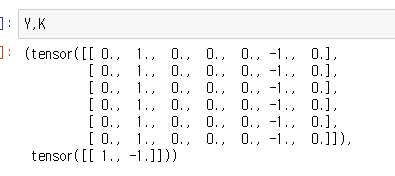 ]: Y,K
]: (tensor([[ 0., 1., 0., 0., 0., -1., 0.],
[ 0., 1., 0., 0., 0., -1., 0.],
[ 0., 1., 0., 0., 0., -1., 0.],
[ 0., 1., 0., 0., 0., -1., 0.],
[ 0., 1., 0., 0., 0., -1., 0.],
[ 0., 1., 0., 0., 0., -1., 0.]]),
tensor([[ 1., -1.]]))